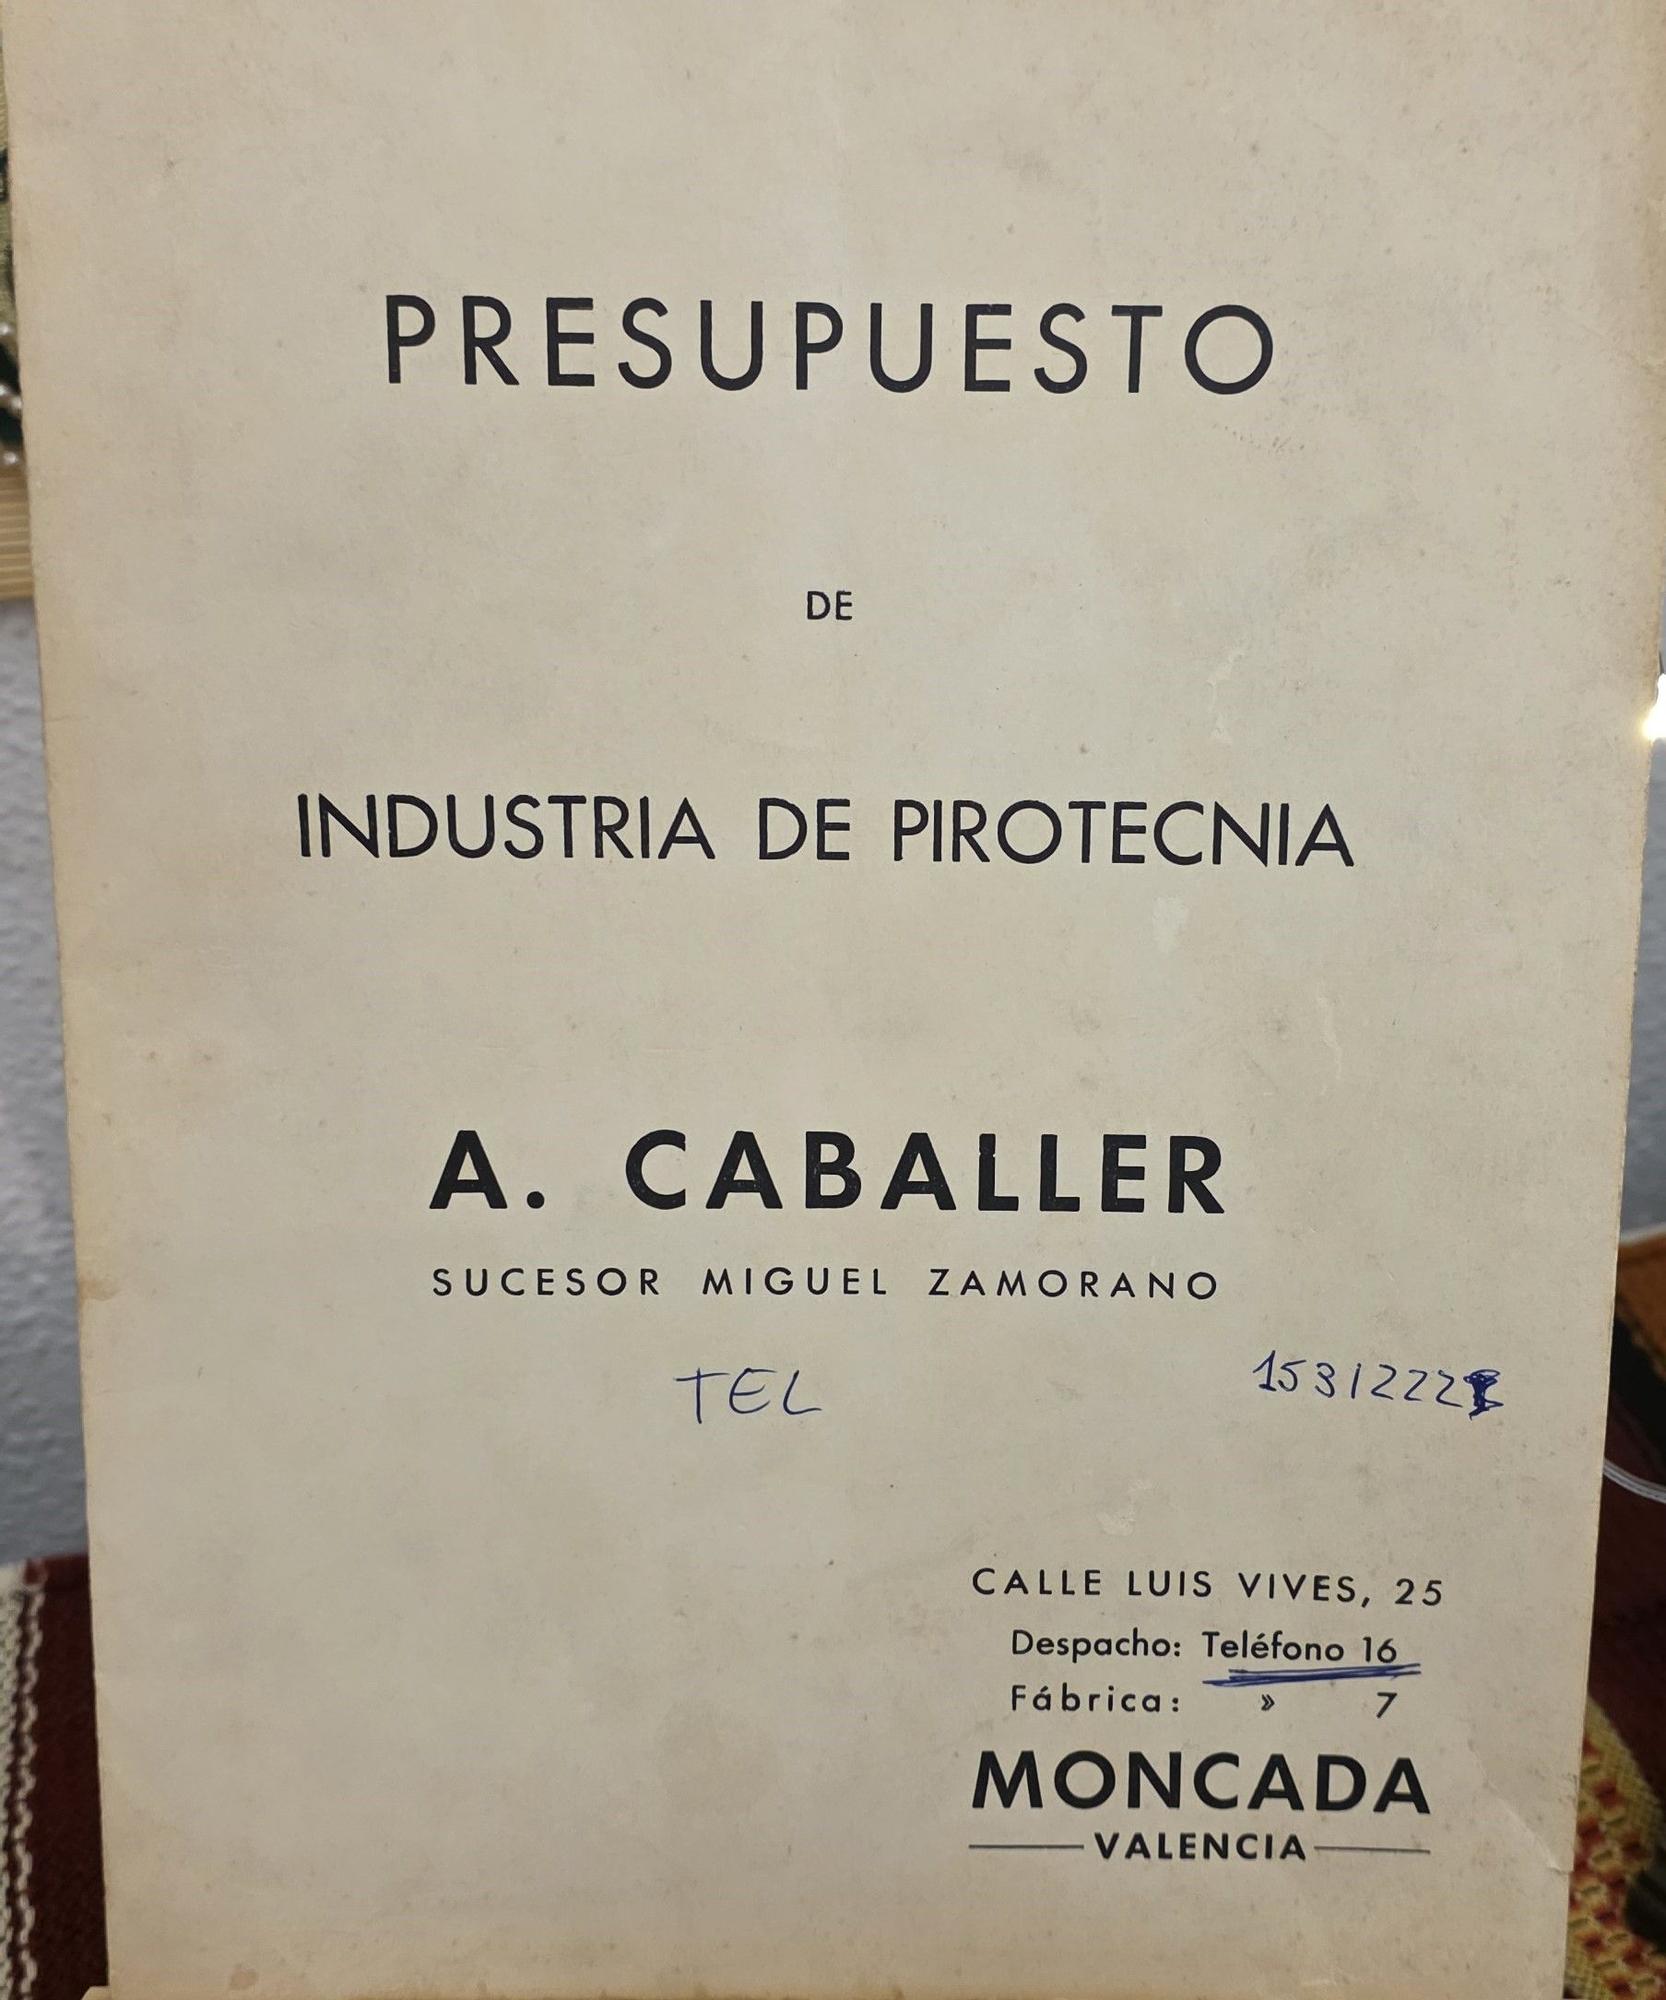 PRESUPUESTO
DE
INDUSTRIA DE PIROTECNIA
A. CABALLER
SUCESOR MIGUEL ZAMORANO
TEL
CALLE LUIS VIVES, 25
Despacho: Teléfono 16
Fábrica: » 7
MONCADA
VALENCIA